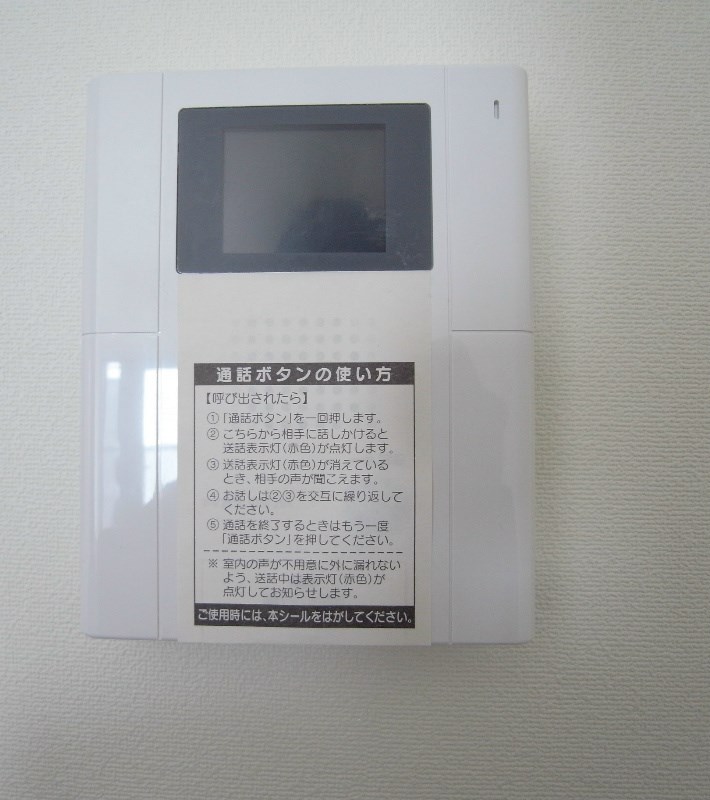 通話ボタンの使い方
【呼び出されたら】
①「通話ボタン」を一回押します。
②こちらから相手に話しかけると
送話表示灯(赤色)が点灯します。
③送話表示灯(赤色)が消えている
とき、相手の声が聞こえます。
④お話しは②③を交互に繰り返して
ください。
⑤通話を終了するときはもう一度
「通話ボタン」を押してください。
※室内の声が不用意に外に漏れない
よう、送話中は表示灯(赤色)が
点灯してお知らせします。
ご使用時には、本シールをはがしてください。